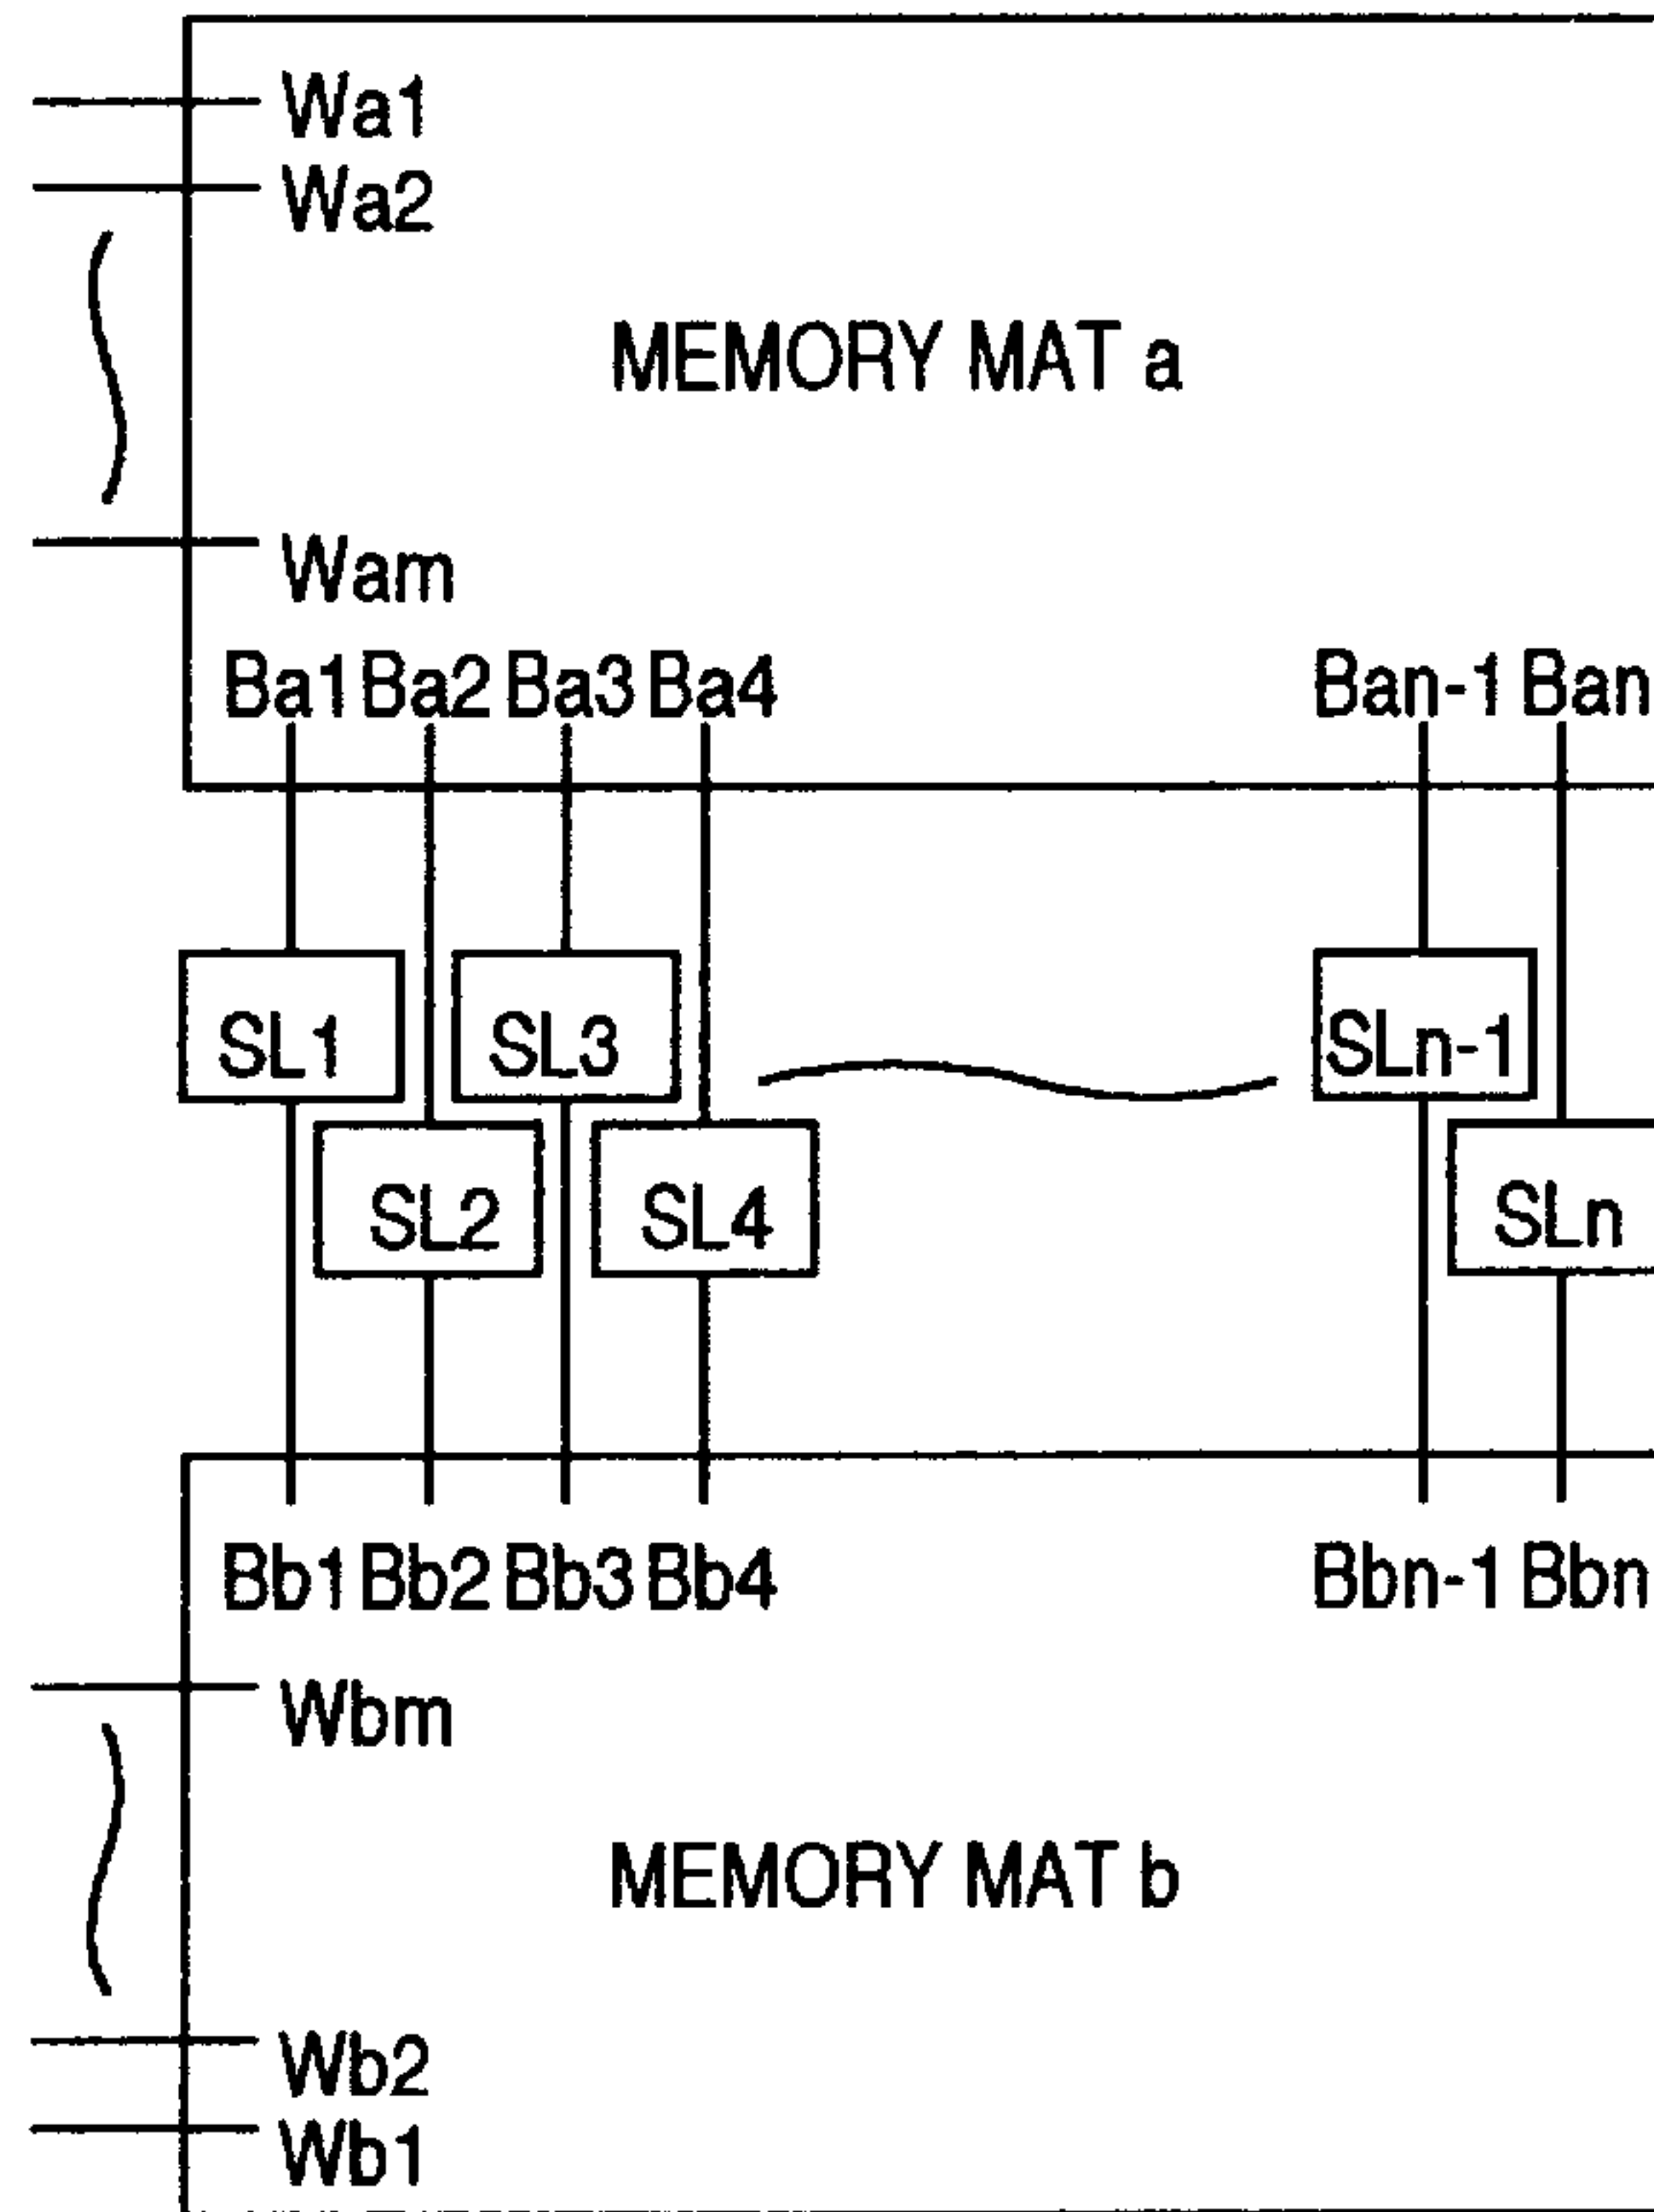 Wa1
Wa2
MEMORY MAT a
Wam
Ba1 Ba2 Ba3 Ba4 Ban-1 Ban
SL1 SL3 SLn-1
SL2 SL4 SLn
Bb1 Bb2 Bb3 Bb4 Bbn-1 Bbn
Wbm
MEMORY MAT b
Wb2
Wb1